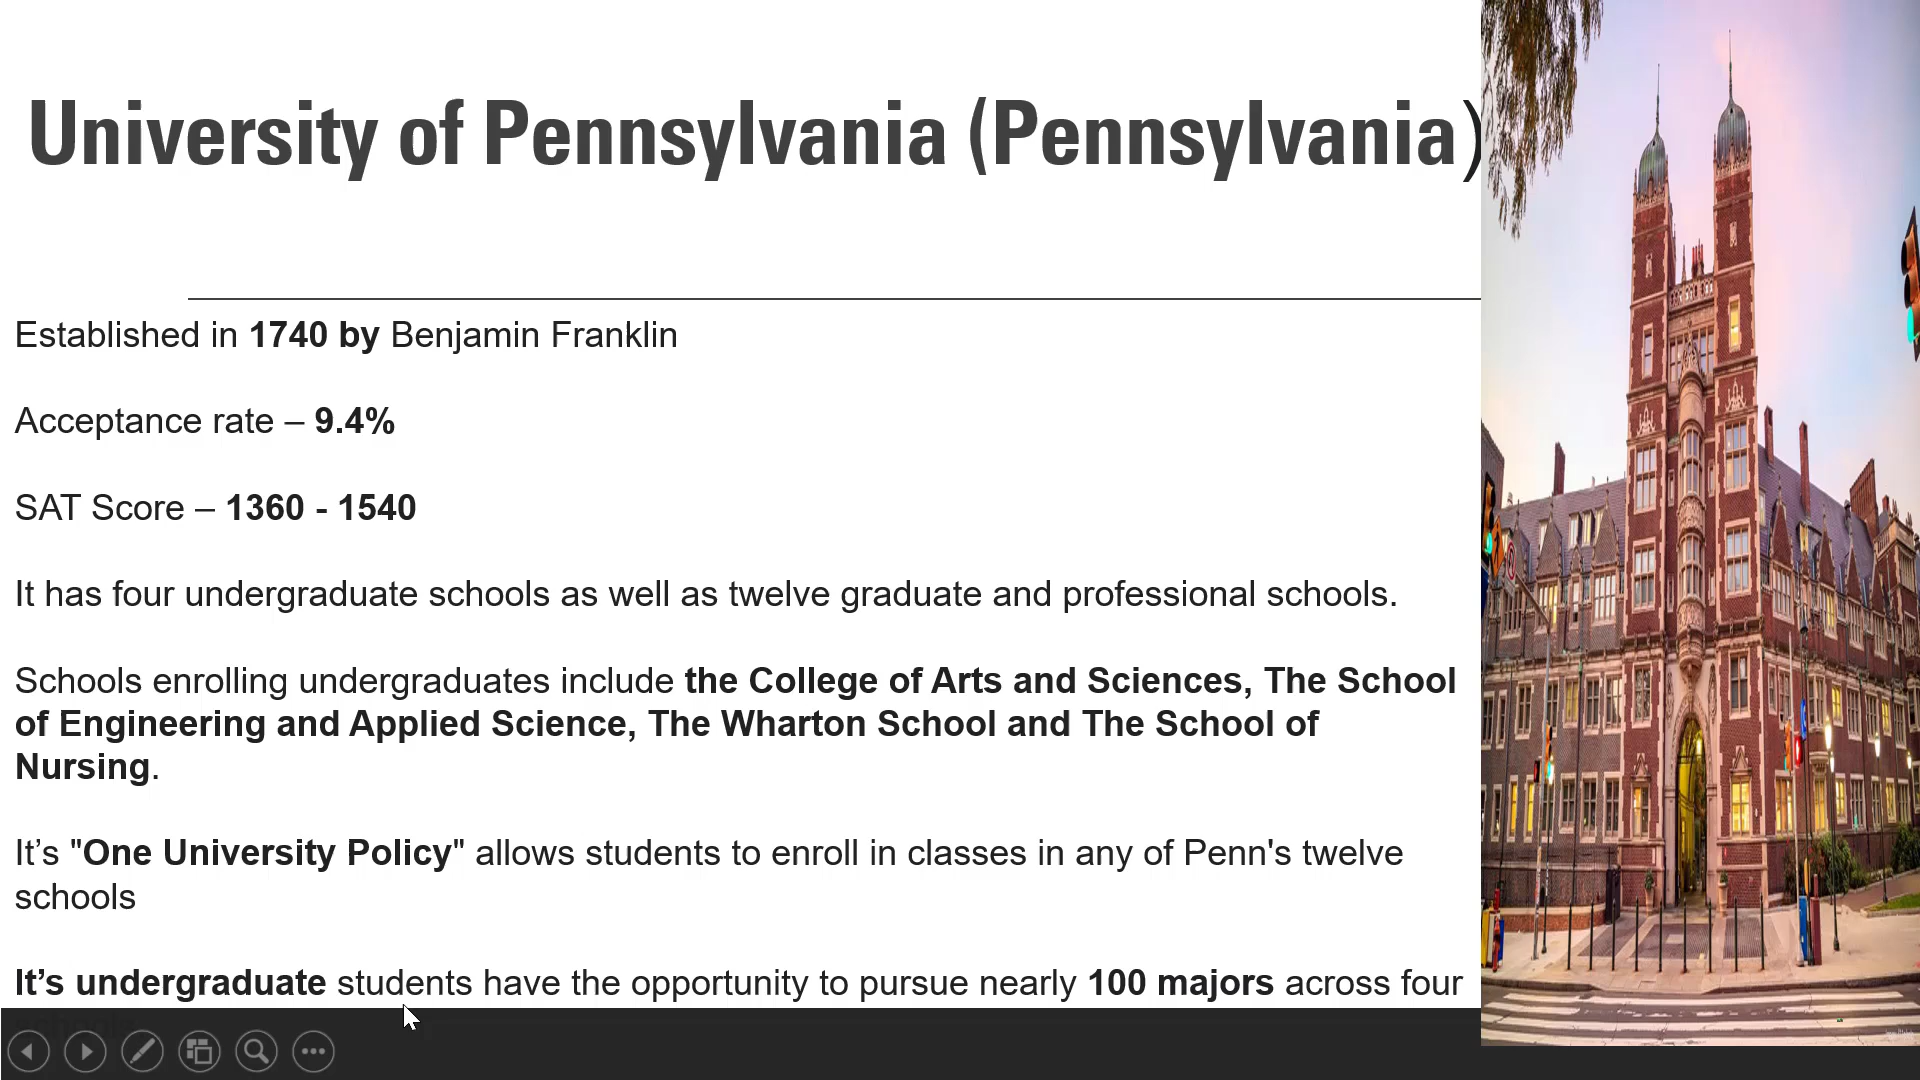 University of Pennsylvania (Pennsylvania)
Established in 1740 by Benjamin Franklin
Acceptance rate – 9.4%
SAT Score – 1360 - 1540
It has four undergraduate schools as well as twelve graduate and professional schools.
Schools enrolling undergraduates include the College of Arts and Sciences, The School
of Engineering and Applied Science, The Wharton School and The School of
Nursing.
It’s "One University Policy" allows students to enroll in classes in any of Penn's twelve
schools
It’s undergraduate students have the opportunity to pursue nearly 100 majors across four